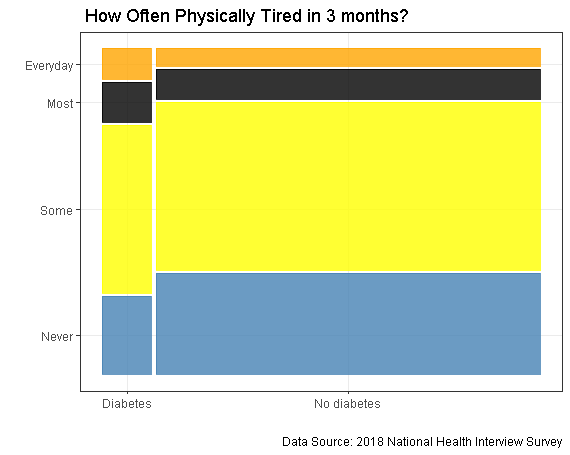 How Often Physically Tired in 3 months?
Everyday
Most
Some
Never
Diabetes No diabetes
Data Source: 2018 National Health Interview Survey